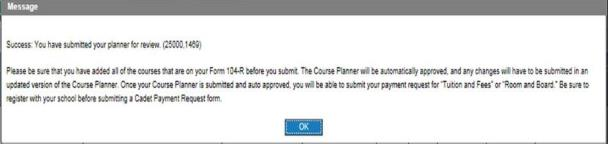 Message
Success: You have submitted your planner for review. (25000,1469)
Please be sure that you have added all of the courses that are on your Form 104-R before you submit. The Course Planner will be automatically approved, and any changes will have to be submitted in an
updated version of the Course Planner. Once your Course Planner is submitted and auto approved, you will be able to submit your payment request for "Tuition and Fees" or "Room and Board." Be sure to
register with your school before submitting a Cadet Payment Request form.
OK